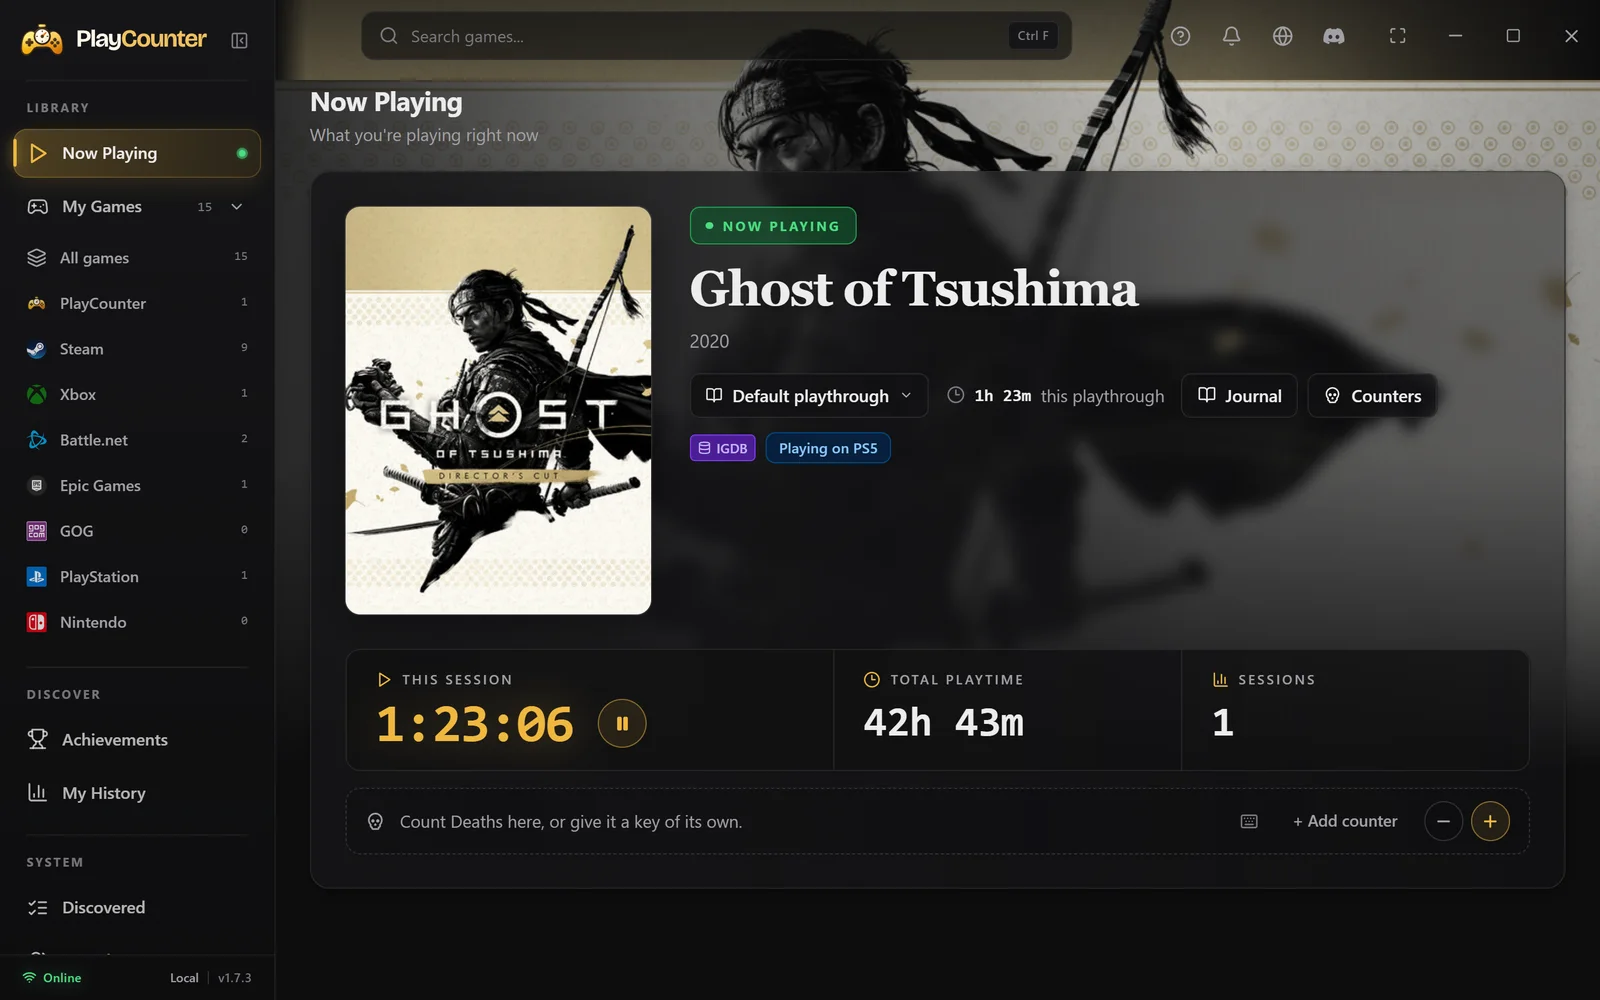 PlayCounter
Search games...
Ctrl F
LIBRARY
Now Playing
My Games 15
All games 15
PlayCounter 1
Steam 9
Xbox 1
Battle.net 2
Epic Games 1
GOG 0
PlayStation 1
Nintendo 0
DISCOVER
Achievements
My History
SYSTEM
Discovered
Online Local v1.7.3
Now Playing
What you're playing right now
GHOST
OF TSUSHIMA
DIRECTOR'S CUT
NOW PLAYING
Ghost of Tsushima
2020
Default playthrough 1h 23m this playthrough Journal Counters
IGDB Playing on PS5
THIS SESSION
1:23:06
TOTAL PLAYTIME
42h 43m
SESSIONS
1
Count Deaths here, or give it a key of its own.
+ Add counter